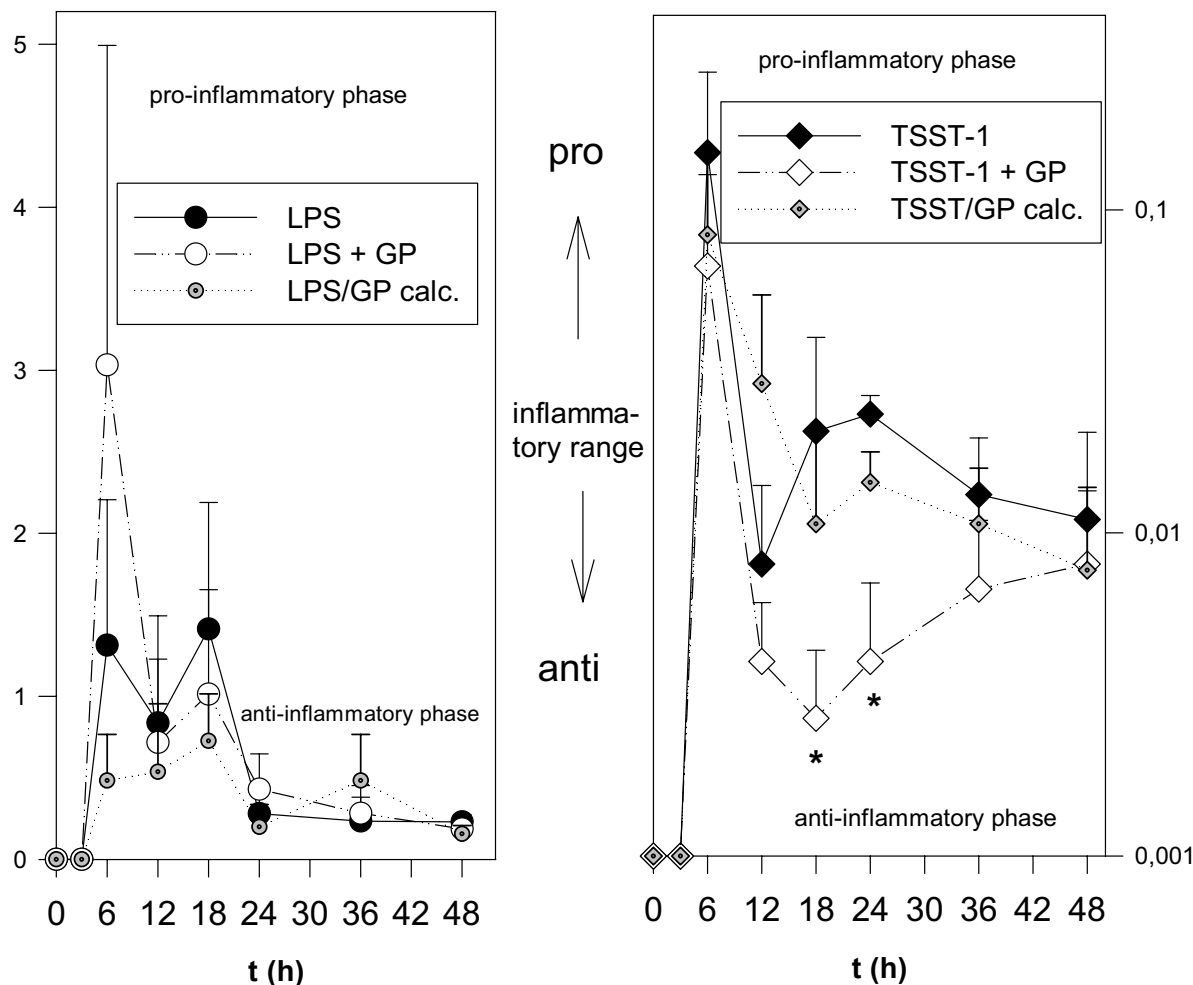 5
4
3
2
1
0
pro-inflammatory phase
LPS
LPS + GP
LPS/GP calc.
anti-inflammatory phase
0 6 12 18 24 30 36 42 48
t (h)
pro
inflamma-
tory range
anti
pro-inflammatory phase
TSST-1
TSST-1 + GP
TSST/GP calc.
*
*
anti-inflammatory phase
0,1
0,01
0,001
0 6 12 18 24 30 36 42 48
t (h)